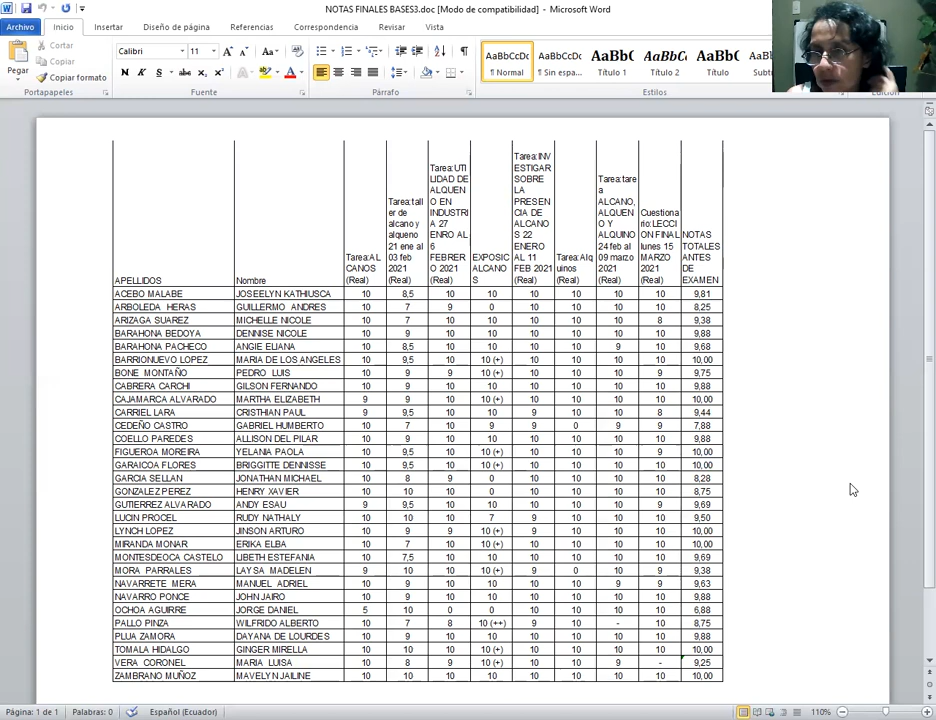 NOTAS FINALES BASES3.doc [Modo de compatibilidad] - Microsoft Word
Archivo Inicio Insertar Diseño de página Referencias Correspondencia Revisar Vista
Cortar
Copiar
Copiar formato
Pegar
Calibri 11
AaBbCcDc AaBbCcDc AaBbC AaBbCc AaBbC AaBbCc
¶ Normal ¶ Sin espa... Título 1 Título 2 Título
Portapapeles Fuente Párrafo Estilos
APELLIDOS Nombre Tarea:ALCANOS (Real) Tarea:taller de alcano y alqueno 21 ene al 03 feb 2021 (Real) Tarea:UTILIDAD DE ALQUENO EN INDUSTRIA 27 ENRO AL 6 FEBRERO 2021 (Real) EXPOSIC ALCANOS Tarea:INVESTIGAR SOBRE LA PRESENCIA DE ALCANOS 22 ENERO AL 11 FEB 2021 (Real) Tarea:Alquinos (Real) Tarea:tarea ALCANO, ALQUENO Y ALQUINO 24 feb al 09 marzo 2021 (Real) Cuestionario:LECCION FINAL lunes 15 MARZO 2021 (Real) NOTAS TOTALES ANTES DE EXAMEN
ACEBO MALABE JOSEELYN KATHIUSCA 10 8,5 10 10 10 10 10 10 9,81
ARBOLEDA HERAS GUILLERMO ANDRES 10 7 9 0 10 10 10 10 8,25
ARIZAGA SUAREZ MICHELLE NICOLE 10 7 10 10 10 10 10 8 9,38
BARAHONA BEDOYA DENNISE NICOLE 10 9 10 10 10 10 10 10 9,88
BARAHONA PACHECO ANGIE ELIANA 10 8,5 10 10 10 10 9 10 9,68
BARRIONUEVO LOPEZ MARIA DE LOS ANGELES 10 9,5 10 10 (+) 10 10 10 10 10,00
BONE MONTAÑO PEDRO LUIS 10 9 9 10 (+) 10 10 10 9 9,75
CABRERA CARCHI GILSON FERNANDO 10 9 10 10 10 10 10 10 9,88
CAJAMARCA ALVARADO MARTHA ELIZABETH 9 9 10 10 (+) 10 10 10 10 10,00
CARRIEL LARA CRISTHIAN PAUL 9 9,5 10 10 9 10 10 8 9,44
CEDEÑO CASTRO GABRIEL HUMBERTO 10 7 10 9 9 0 9 9 7,88
COELLO PAREDES ALLISON DEL PILAR 10 9 10 10 10 10 10 10 9,88
FIGUEROA MOREIRA YELANIA PAOLA 10 9,5 10 10 (+) 10 10 10 9 10,00
GARAICOA FLORES BRIGGITTE DENNISSE 10 9,5 10 10 (+) 10 10 10 10 10,00
GARCIA SELLAN JONATHAN MICHAEL 10 8 9 0 10 10 10 9 8,28
GONZALEZ PEREZ HENRY XAVIER 10 10 10 0 10 10 10 10 8,75
GUTIERREZ ALVARADO ANDY ESAU 9 9,5 10 10 10 10 10 9 9,69
LUCIN PROCEL RUDY NATHALY 10 10 10 7 9 10 10 10 9,50
LYNCH LOPEZ JINSON ARTURO 10 9 9 10 (+) 9 10 10 10 10,00
MIRANDA MONAR ERIKA ELBA 10 7 10 10 (+) 10 10 10 10 10,00
MONTESDEOCA CASTELO LIBETH ESTEFANIA 10 7,5 10 10 10 10 10 10 9,69
MORA PARRALES LAYSA MADELEN 9 10 10 10 (+) 9 0 10 9 9,38
NAVARRETE MERA MANUEL ADRIEL 10 9 10 10 10 10 9 9 9,63
NAVARRO PONCE JOHN JAIRO 10 9 10 10 10 10 10 10 9,88
OCHOA AGUIRRE JORGE DANIEL 5 10 0 0 10 10 10 10 6,88
PALLO PINZA WILFRIDO ALBERTO 10 7 8 10 (++) 9 10 - 10 8,75
PLUA ZAMORA DAYANA DE LOURDES 10 9 10 10 10 10 10 10 9,88
TOMALA HIDALGO GINGER MIRELLA 10 10 10 10 (+) 10 10 10 10 10,00
VERA CORONEL MARIA LUISA 10 8 9 10 (+) 10 10 9 - 9,25
ZAMBRANO MUÑOZ MAVELYN JAILINE 10 10 10 10 10 10 10 10 10,00
Página: 1 de 1 Palabras: 0 Español (Ecuador) 110%